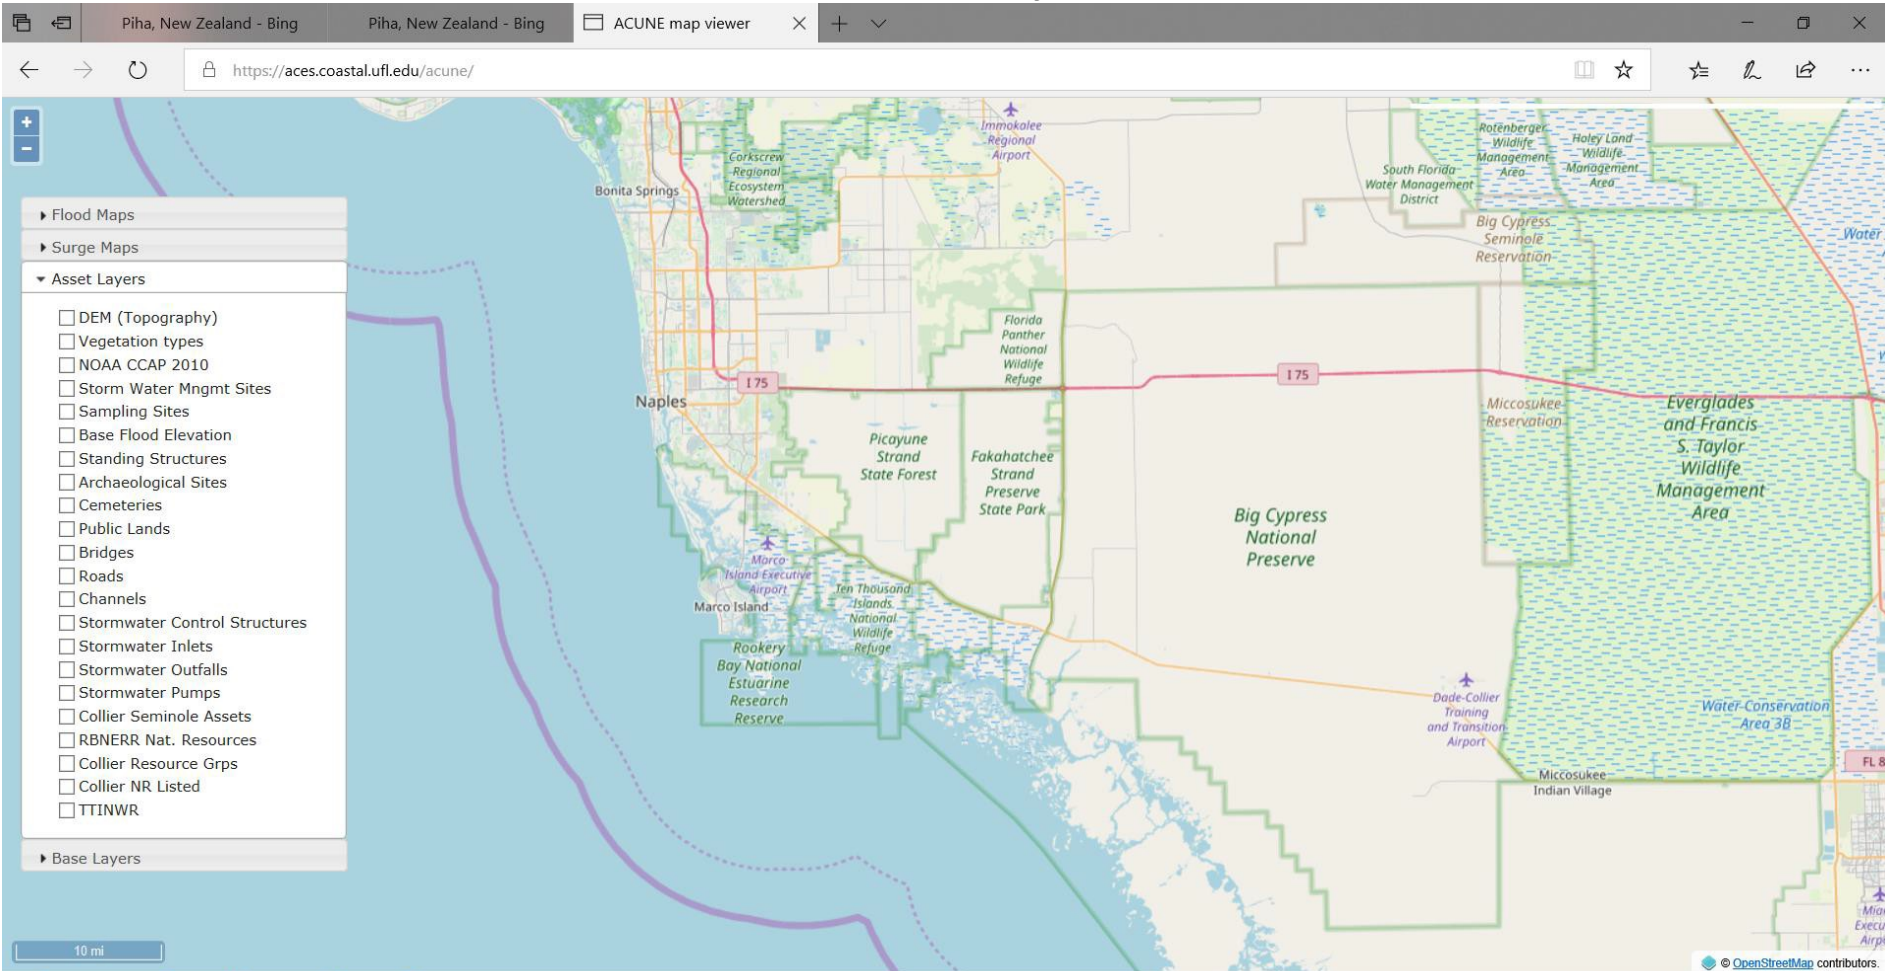 Piha, New Zealand - Bing
Piha, New Zealand - Bing
ACUNE map viewer
https://aces.coastal.ufl.edu/acune/
+
−
Flood Maps
Surge Maps
Asset Layers
DEM (Topography)
Vegetation types
NOAA CCAP 2010
Storm Water Mngmt Sites
Sampling Sites
Base Flood Elevation
Standing Structures
Archaeological Sites
Cemeteries
Public Lands
Bridges
Roads
Channels
Stormwater Control Structures
Stormwater Inlets
Stormwater Outfalls
Stormwater Pumps
Collier Seminole Assets
RBNERR Nat. Resources
Collier Resource Grps
Collier NR Listed
TTINWR
Base Layers
10 mi
Immokalee
Regional
Airport
Corkscrew
Regional
Ecosystem
Watershed
Bonita Springs
Rotenberger
Wildlife
Management
Area
Holey Land
Wildlife
Management
Area
South Florida
Water Management
District
Big Cypress
Seminole
Reservation
Water
Florida
Panther
National
Wildlife
Refuge
I 75
I 75
Naples
Miccosukee
Reservation
Everglades
and Francis
S. Taylor
Wildlife
Management
Area
Picayune
Strand
State Forest
Fakahatchee
Strand
Preserve
State Park
Big Cypress
National
Preserve
Marco
Island Executive
Airport
Marco Island
Ten Thousand
Islands
National
Wildlife
Refuge
Rookery
Bay National
Estuarine
Research
Reserve
Dade-Collier
Training
and Transition
Airport
Water Conservation
Area 3B
FL 8
Miccosukee
Indian Village
Miai
Execu
Airp
© OpenStreetMap contributors.